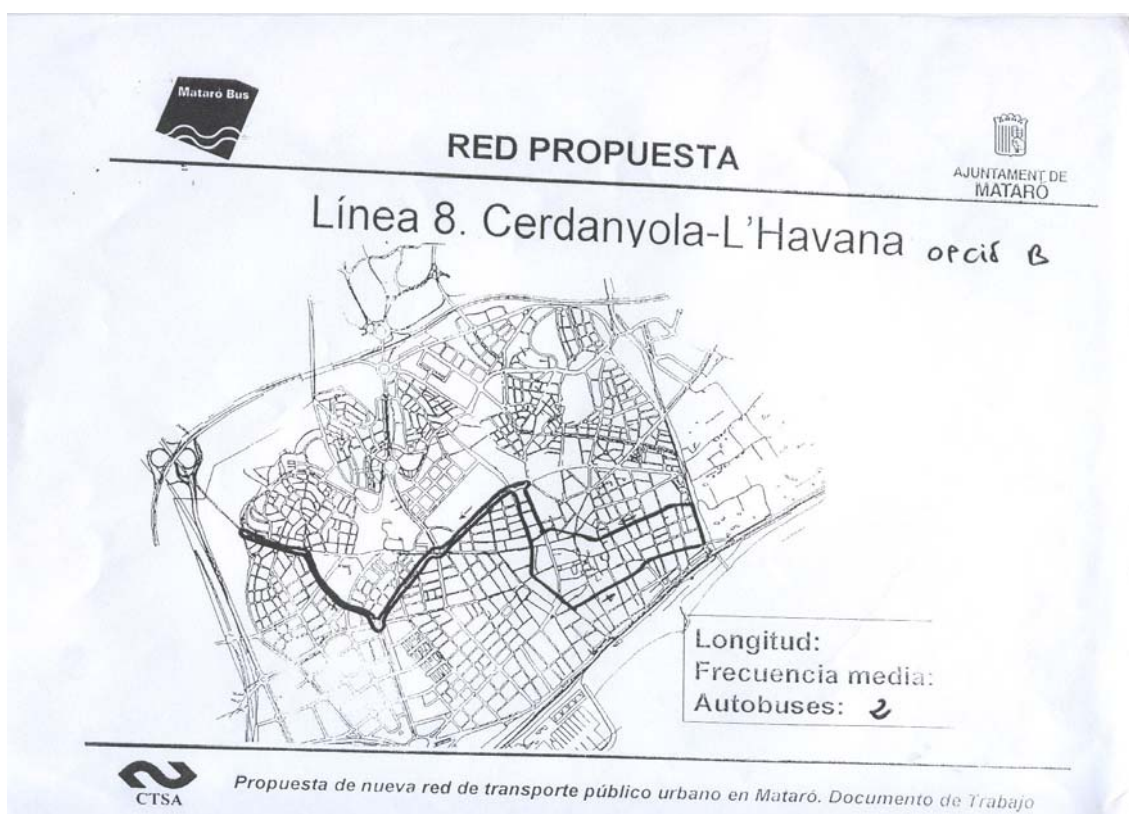 Mataró Bus
RED PROPUESTA
AJUNTAMENT DE
MATARÓ
Línea 8. Cerdanyola-L'Havana opció B
Longitud:
Frecuencia media:
Autobuses: 2
CTSA
Propuesta de nueva red de transporte público urbano en Mataró. Documento de Trabajo